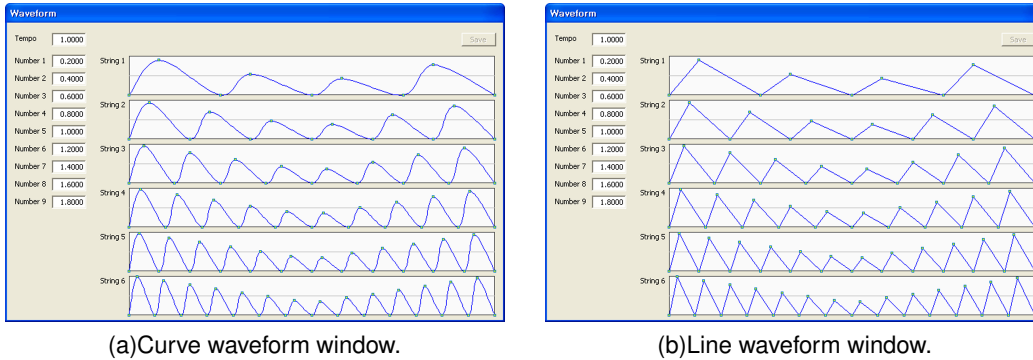 Waveform
Tempo 1.0000 Save
Number 1 0.2000 String 1
Number 2 0.4000
Number 3 0.6000 String 2
Number 4 0.8000
Number 5 1.0000 String 3
Number 6 1.2000
Number 7 1.4000 String 4
Number 8 1.6000
Number 9 1.8000 String 5
String 6
(a)Curve waveform window.
Waveform
Tempo 1.0000 Save
Number 1 0.2000 String 1
Number 2 0.4000
Number 3 0.6000 String 2
Number 4 0.8000
Number 5 1.0000 String 3
Number 6 1.2000
Number 7 1.4000 String 4
Number 8 1.6000
Number 9 1.8000 String 5
String 6
(b)Line waveform window.